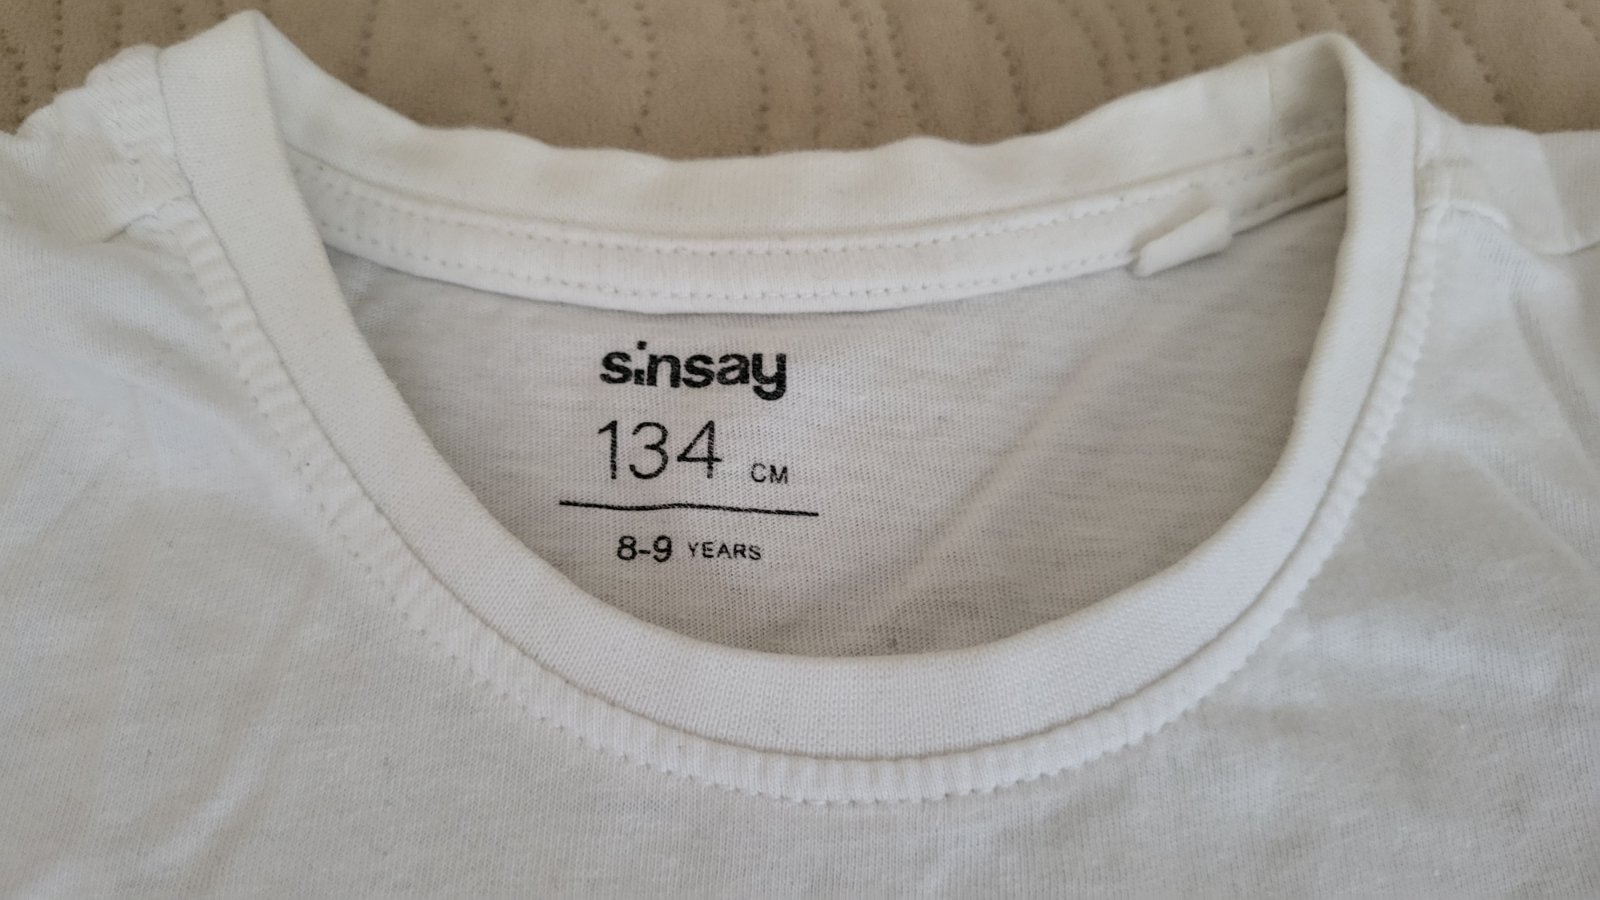 sinsay
134 CM
8-9 YEARS